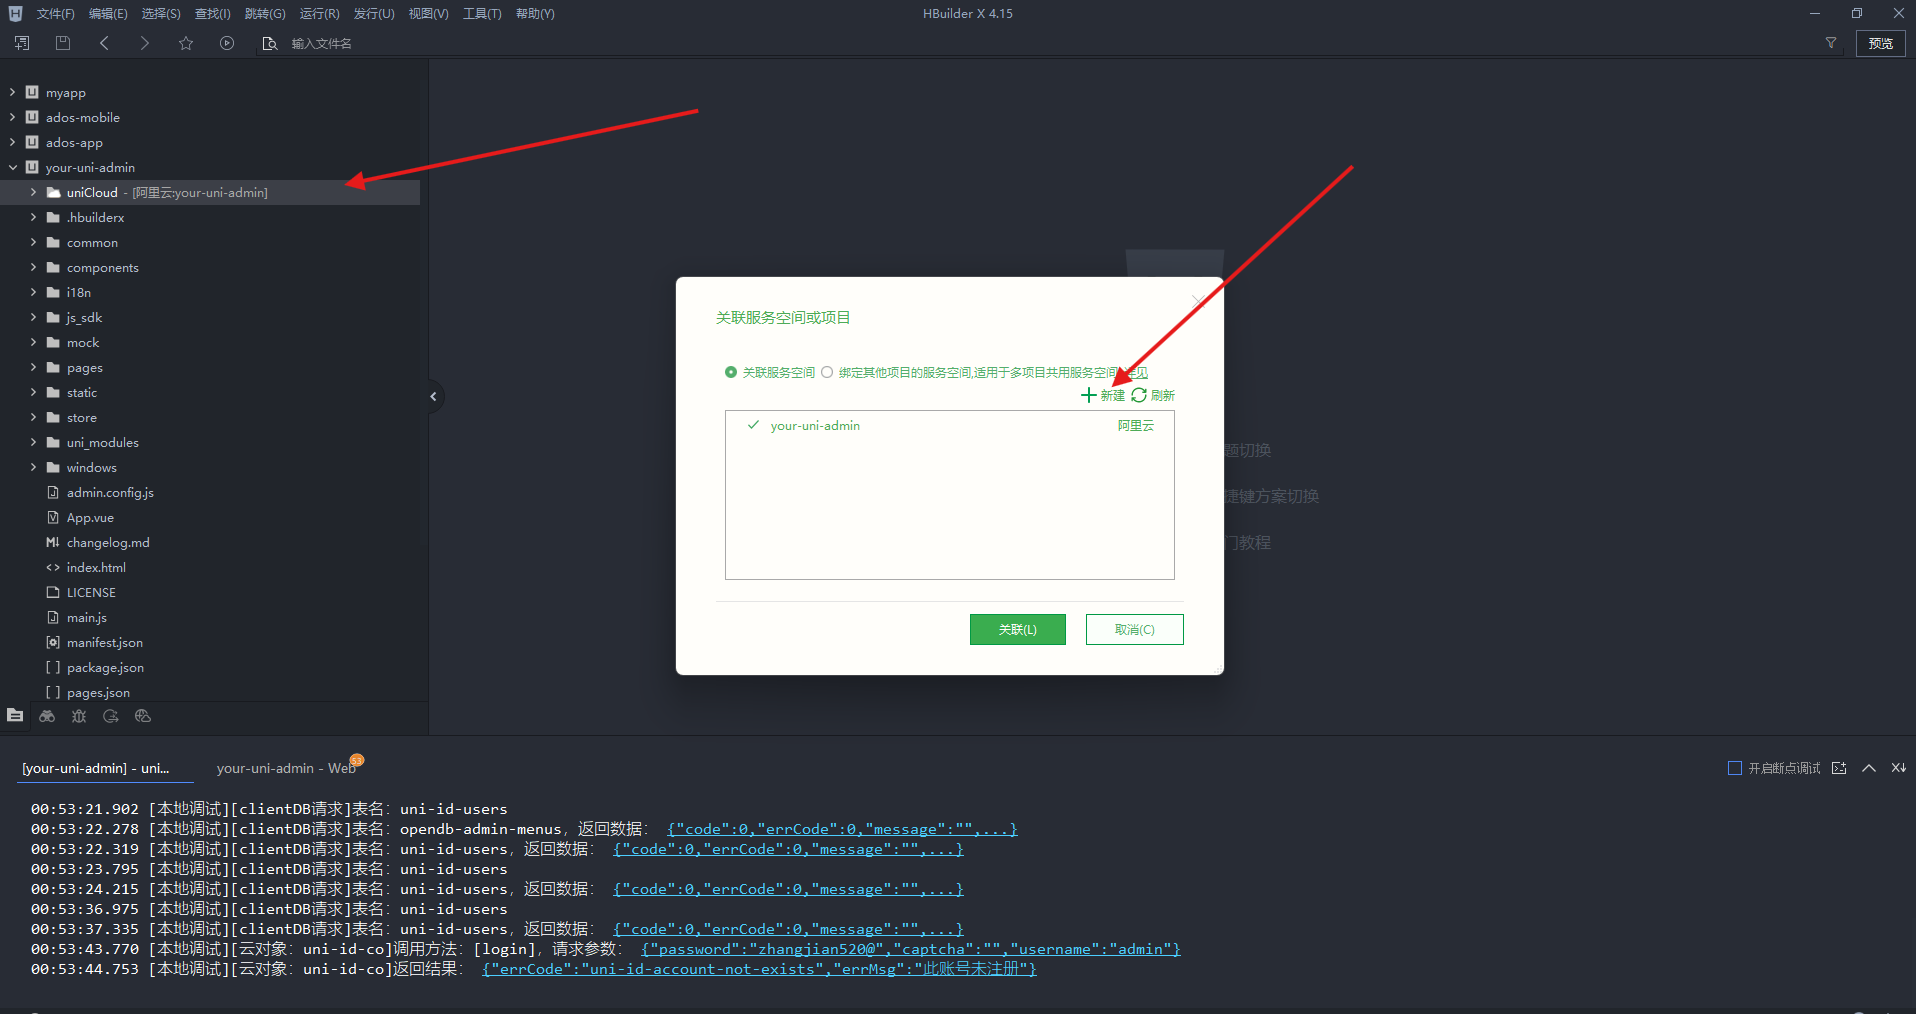 文件(F) 编辑(E) 选择(S) 查找(I) 跳转(G) 运行(R) 发行(U) 视图(V) 工具(T) 帮助(Y) HBuilder X 4.15
输入文件名 预览
myapp
ados-mobile
ados-app
your-uni-admin
uniCloud - [阿里云:your-uni-admin]
.hbuilderx
common
components
i18n
js_sdk
mock
pages
static
store
uni_modules
windows
admin.config.js
App.vue
changelog.md
index.html
LICENSE
main.js
manifest.json
package.json
pages.json
关联服务空间或项目
关联服务空间 绑定其他项目的服务空间,适用于多项目共用服务空间 详见
新建 刷新
your-uni-admin 阿里云
关联(L) 取消(C)
题切换
捷键方案切换
门教程
[your-uni-admin] - uni... your-uni-admin - Web 53 开启断点调试
00:53:21.902 [本地调试][clientDB请求]表名：uni-id-users
00:53:22.278 [本地调试][clientDB请求]表名：opendb-admin-menus，返回数据： {"code":0,"errCode":0,"message":"",...}
00:53:22.319 [本地调试][clientDB请求]表名：uni-id-users，返回数据： {"code":0,"errCode":0,"message":"",...}
00:53:23.795 [本地调试][clientDB请求]表名：uni-id-users
00:53:24.215 [本地调试][clientDB请求]表名：uni-id-users，返回数据： {"code":0,"errCode":0,"message":"",...}
00:53:36.975 [本地调试][clientDB请求]表名：uni-id-users
00:53:37.335 [本地调试][clientDB请求]表名：uni-id-users，返回数据： {"code":0,"errCode":0,"message":"",...}
00:53:43.770 [本地调试][云对象：uni-id-co]调用方法：[login]，请求参数： {"password":"zhangjian520@","captcha":"","username":"admin"}
00:53:44.753 [本地调试][云对象：uni-id-co]返回结果： {"errCode":"uni-id-account-not-exists","errMsg":"此账号未注册"}